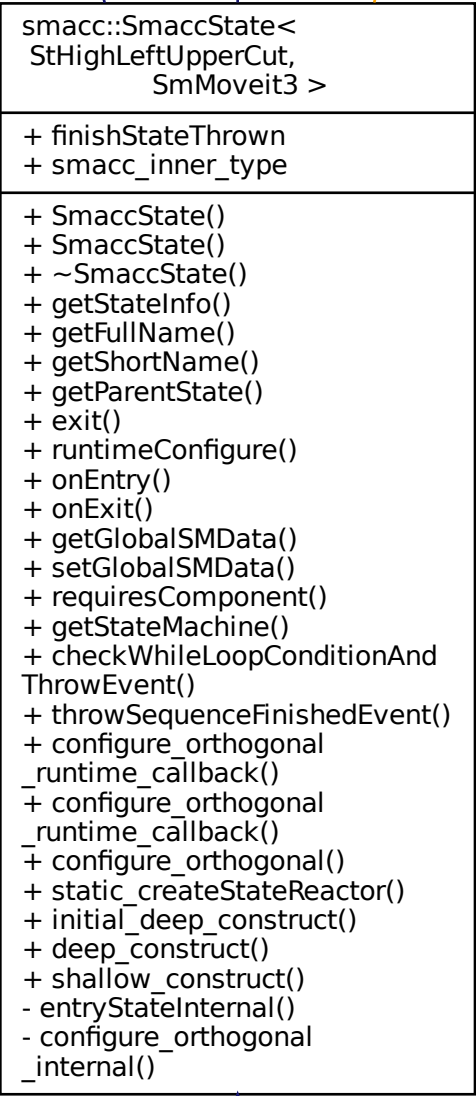 smacc::SmaccState<
StHighLeftUpperCut,
SmMoveit3 >
+ finishStateThrown
+ smacc_inner_type
+ SmaccState()
+ SmaccState()
+ ~SmaccState()
+ getStateInfo()
+ getFullName()
+ getShortName()
+ getParentState()
+ exit()
+ runtimeConfigure()
+ onEntry()
+ onExit()
+ getGlobalSMData()
+ setGlobalSMData()
+ requiresComponent()
+ getStateMachine()
+ checkWhileLoopConditionAnd
ThrowEvent()
+ throwSequenceFinishedEvent()
+ configure_orthogonal
_runtime_callback()
+ configure_orthogonal
_runtime_callback()
+ configure_orthogonal()
+ static_createStateReactor()
+ initial_deep_construct()
+ deep_construct()
+ shallow_construct()
- entryStateInternal()
- configure_orthogonal
_internal()